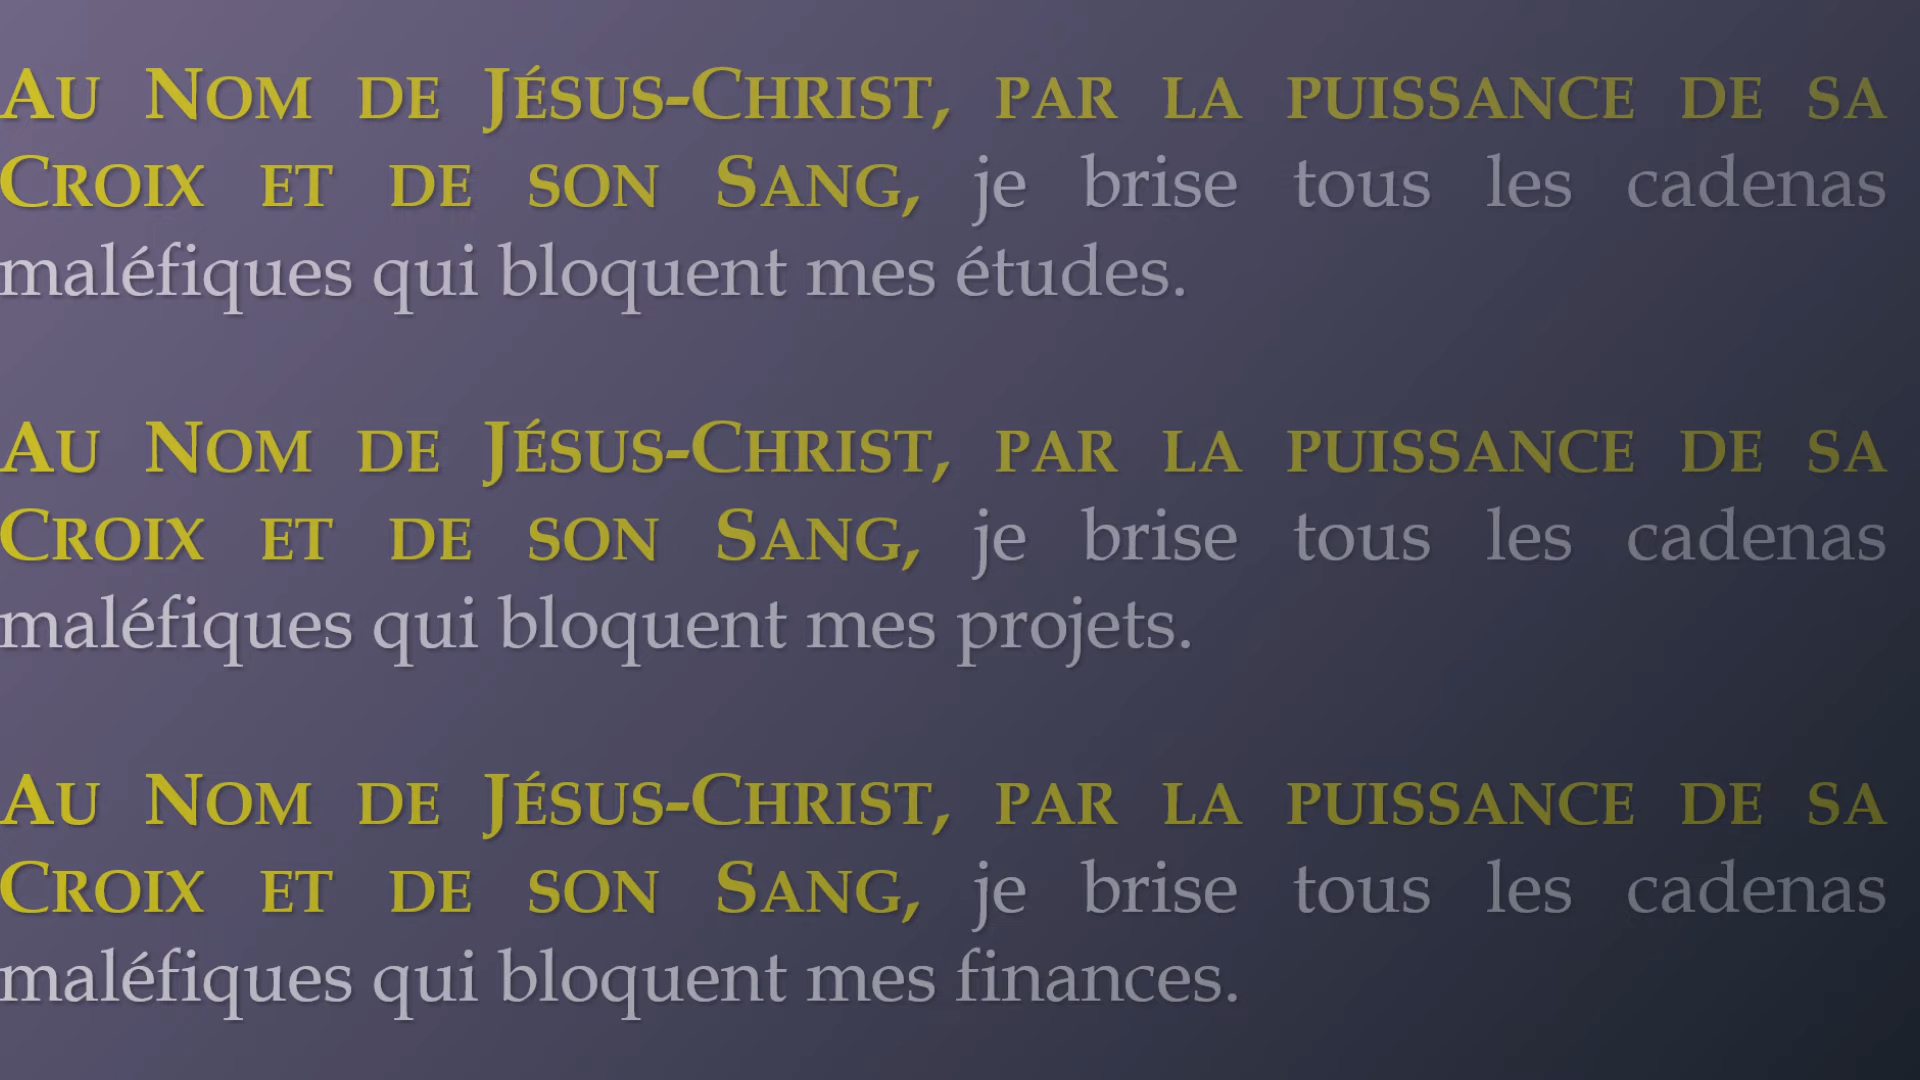 Au Nom de Jésus-Christ, par la puissance de sa
Croix et de son Sang, je brise tous les cadenas
maléfiques qui bloquent mes études.
Au Nom de Jésus-Christ, par la puissance de sa
Croix et de son Sang, je brise tous les cadenas
maléfiques qui bloquent mes projets.
Au Nom de Jésus-Christ, par la puissance de sa
Croix et de son Sang, je brise tous les cadenas
maléfiques qui bloquent mes finances.